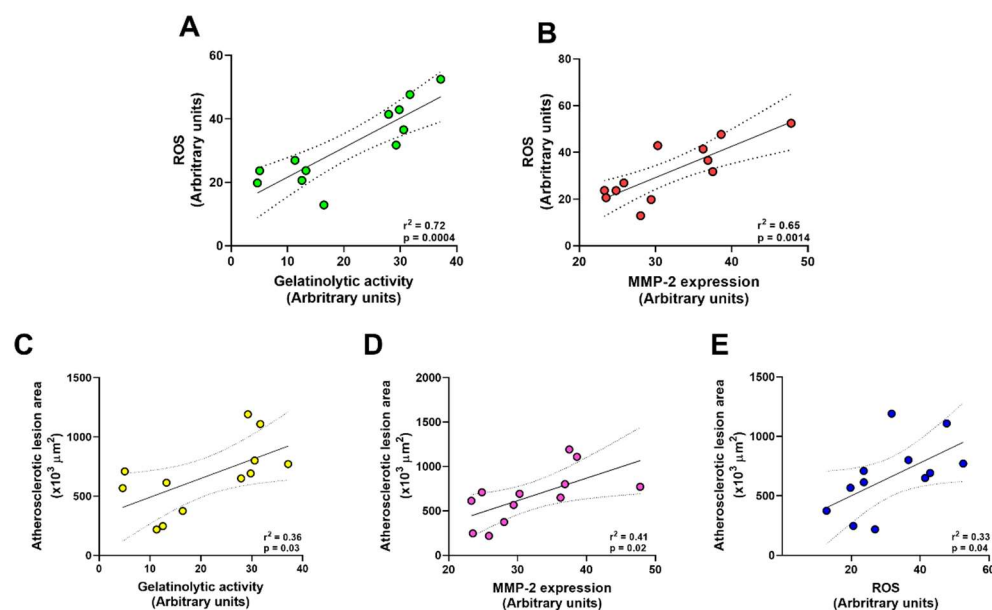 A
ROS
(Arbritrary units)
60
40
20
0
0 10 20 30 40
r² = 0.72
p = 0.0004
Gelatinolytic activity
(Arbritrary units)
B
ROS
(Arbitrary units)
80
60
40
20
0
20 30 40 50
r² = 0.65
p = 0.0014
MMP-2 expression
(Arbitrary units)
C
Atherosclerotic lesion area
(x10³ μm²)
1500
1000
500
0
0 10 20 30 40
r² = 0.36
p = 0.03
Gelatinolytic activity
(Arbitrary units)
D
Atherosclerotic lesion area
(x10³ μm²)
2000
1500
1000
500
0
20 30 40 50
r² = 0.41
p = 0.02
MMP-2 expression
(Arbitrary units)
E
Atherosclerotic lesion area
(x10³ μm²)
1500
1000
500
0
20 40 60
r² = 0.33
p = 0.04
ROS
(Arbitrary units)